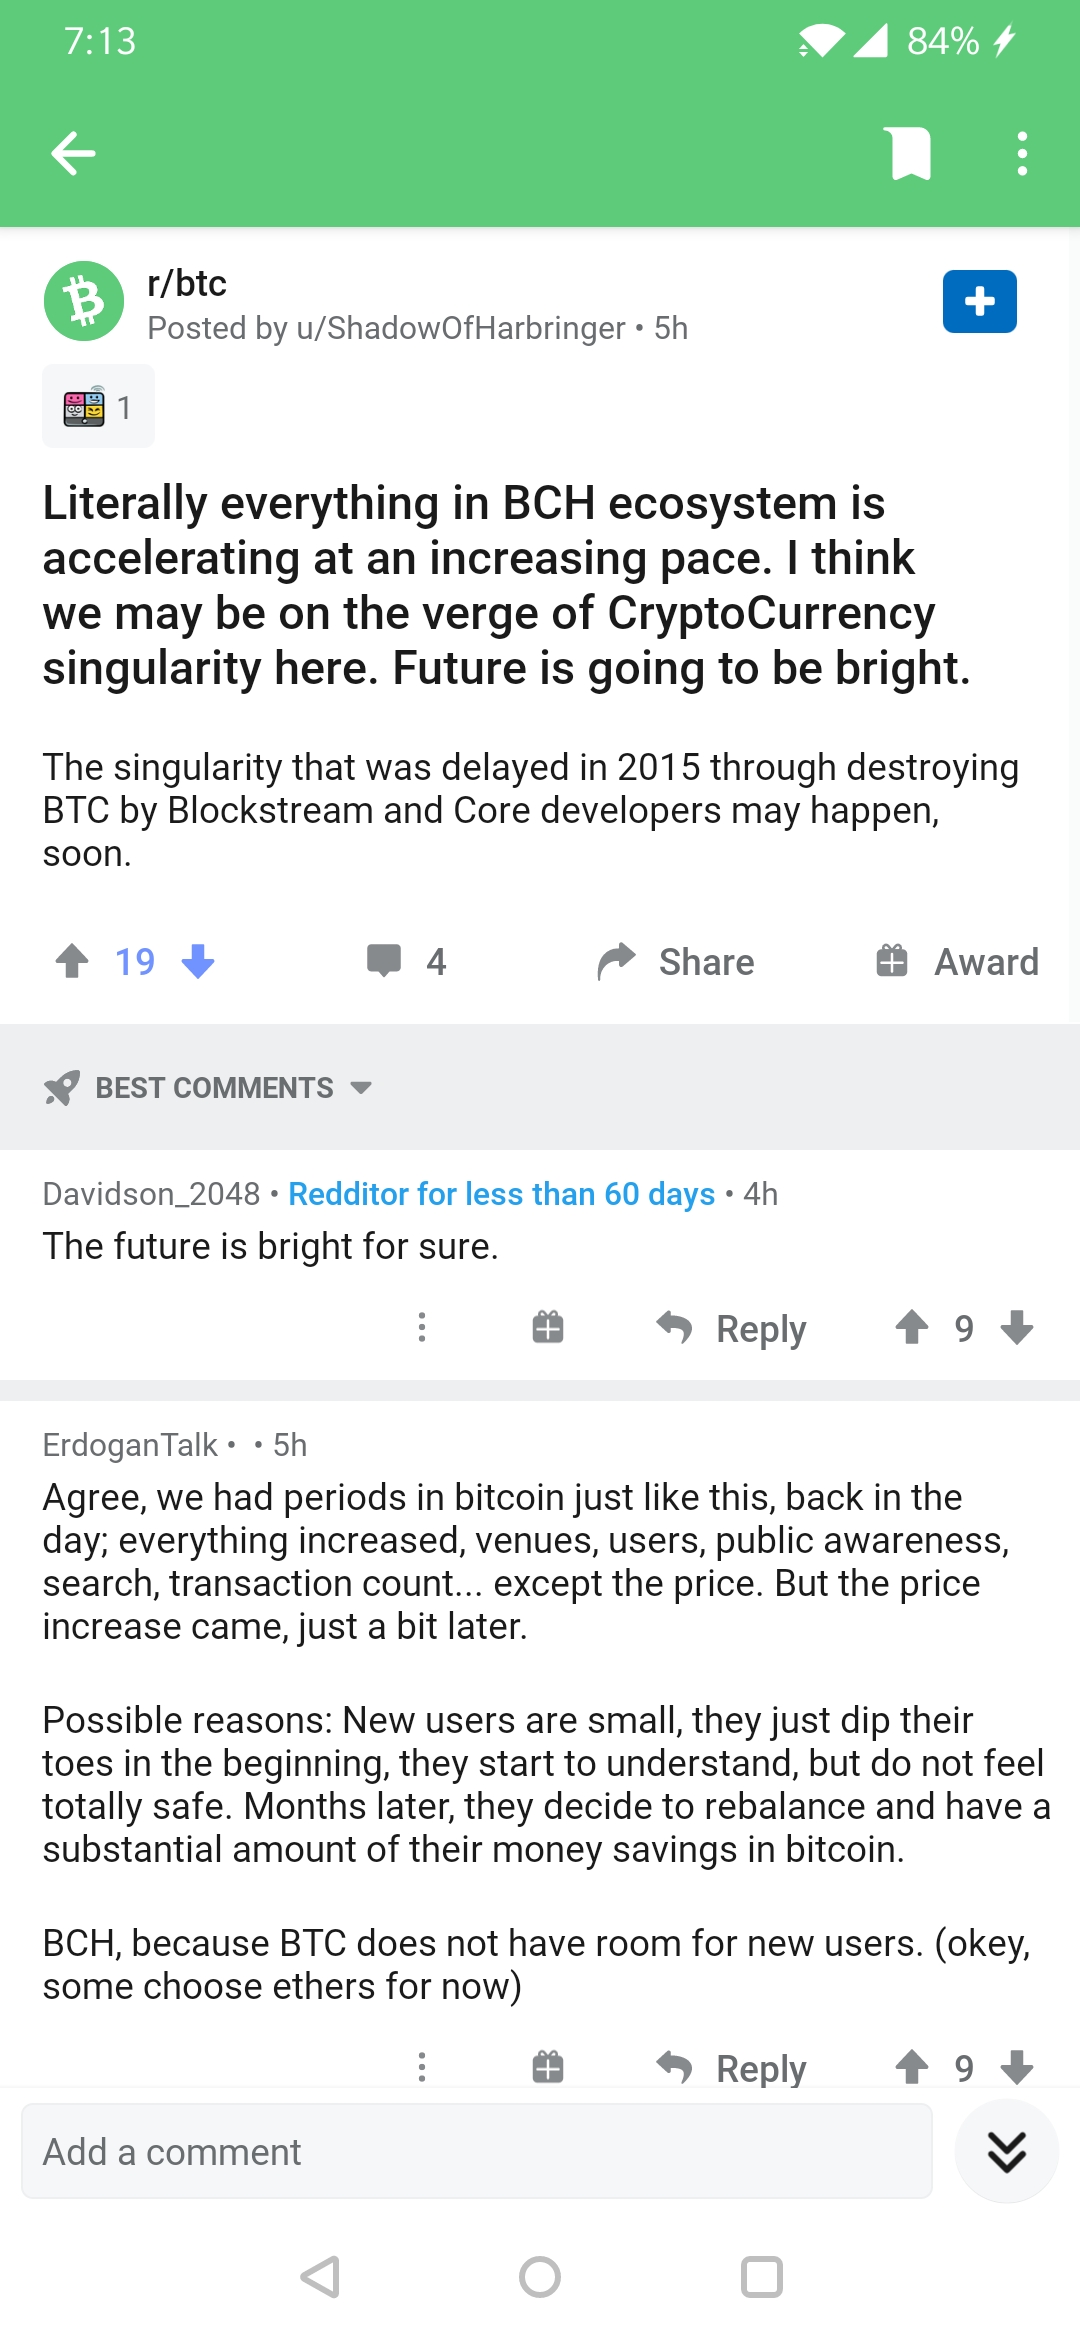 7:13
84%
r/btc
Posted by u/ShadowOfHarbringer • 5h
1
Literally everything in BCH ecosystem is
accelerating at an increasing pace. I think
we may be on the verge of CryptoCurrency
singularity here. Future is going to be bright.
The singularity that was delayed in 2015 through destroying
BTC by Blockstream and Core developers may happen,
soon.
19 4 Share Award
BEST COMMENTS
Davidson_2048 • Redditor for less than 60 days • 4h
The future is bright for sure.
Reply 9
ErdoganTalk • • 5h
Agree, we had periods in bitcoin just like this, back in the
day; everything increased, venues, users, public awareness,
search, transaction count... except the price. But the price
increase came, just a bit later.
Possible reasons: New users are small, they just dip their
toes in the beginning, they start to understand, but do not feel
totally safe. Months later, they decide to rebalance and have a
substantial amount of their money savings in bitcoin.
BCH, because BTC does not have room for new users. (okey,
some choose ethers for now)
Reply 9
Add a comment